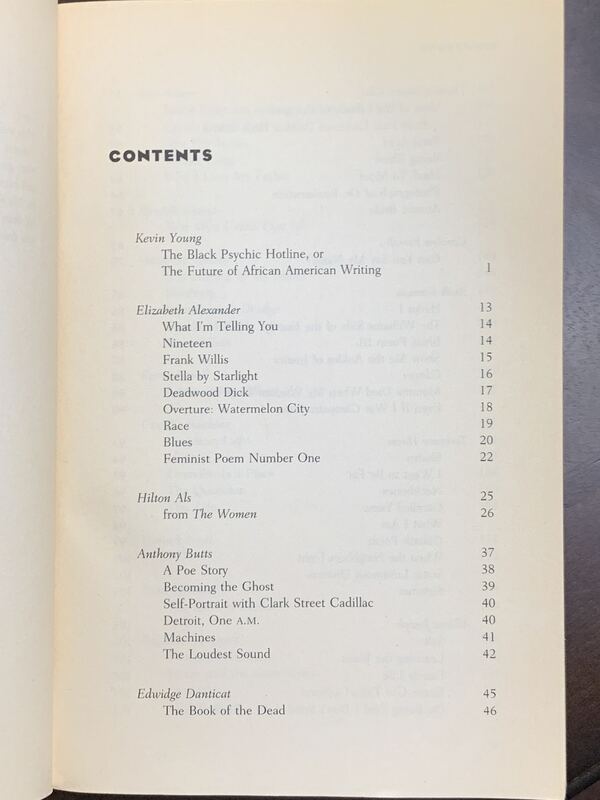 CONTENTS
Kevin Young
The Black Psychic Hotline, or
The Future of African American Writing 1
Elizabeth Alexander 13
What I'm Telling You 14
Nineteen 14
Frank Willis 15
Stella by Starlight 16
Deadwood Dick 17
Overture: Watermelon City 18
Race 19
Blues 20
Feminist Poem Number One 22
Hilton Als 25
from The Women 26
Anthony Butts 37
A Poe Story 38
Becoming the Ghost 39
Self-Portrait with Clark Street Cadillac 40
Detroit, One A.M. 40
Machines 41
The Loudest Sound 42
Edwidge Danticat 45
The Book of the Dead 46